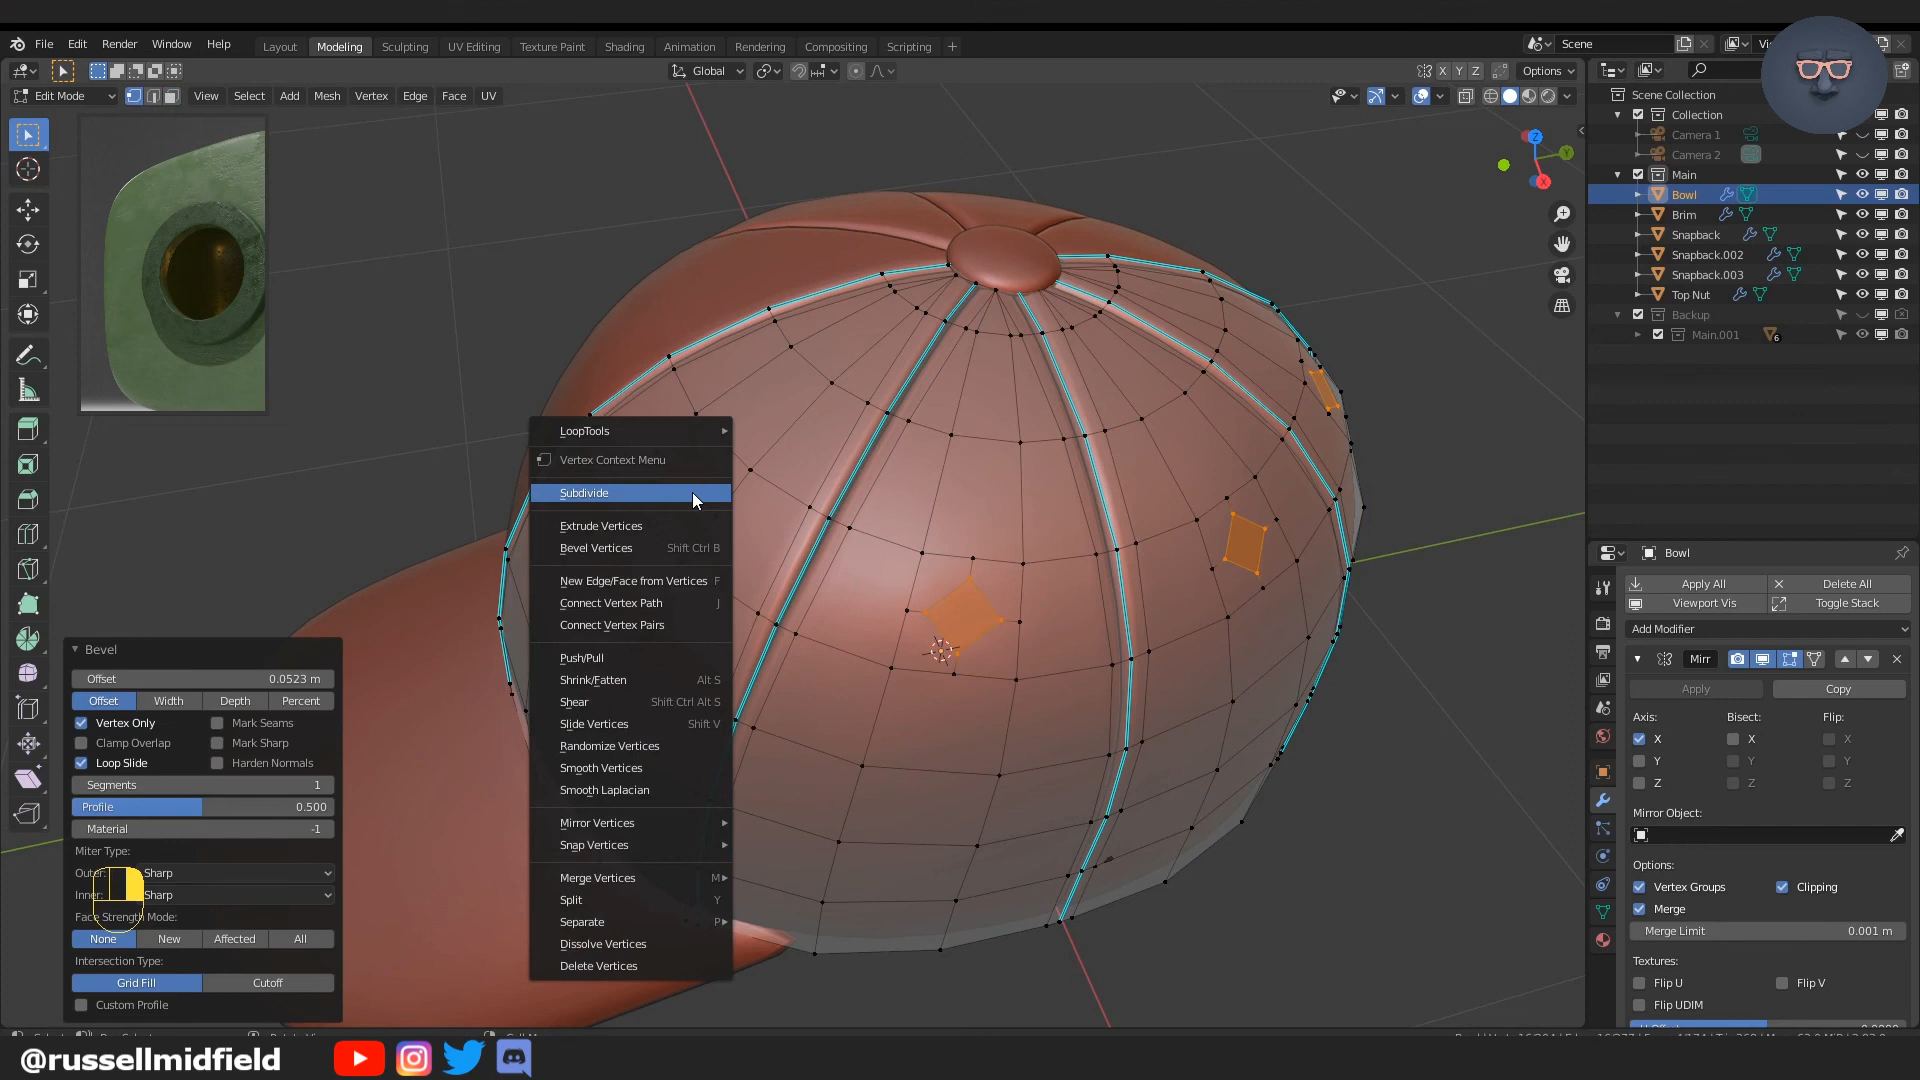 File Edit Render Window Help Layout Modeling Sculpting UV Editing Texture Paint Shading Animation Rendering Compositing Scripting + Scene
Global X Y Z Options
Edit Mode View Select Add Mesh Vertex Edge Face UV
Scene Collection
Collection
Camera 1
Camera 2
Main
Bowl
Brim
Snapback
Snapback.002
Snapback.003
Top Nut
Backup
Main.001 6
Z
Y
X
LoopTools
Vertex Context Menu
Subdivide
Extrude Vertices
Bevel Vertices Shift Ctrl B
New Edge/Face from Vertices F
Connect Vertex Path J
Connect Vertex Pairs
Push/Pull
Shrink/Fatten Alt S
Shear Shift Ctrl Alt S
Slide Vertices Shift V
Randomize Vertices
Smooth Vertices
Smooth Laplacian
Mirror Vertices
Snap Vertices
Merge Vertices M
Split Y
Separate P
Dissolve Vertices
Delete Vertices
Bevel
Offset 0.0523 m
Offset Width Depth Percent
Vertex Only Mark Seams
Clamp Overlap Mark Sharp
Loop Slide Harden Normals
Segments 1
Profile 0.500
Material -1
Miter Type:
Sharp
Sharp
Face Strength Mode:
None New Affected All
Intersection Type:
Grid Fill Cutoff
Custom Profile
Bowl
Apply All Delete All
Viewport Vis Toggle Stack
Add Modifier
Mirr
Apply Copy
Axis: Bisect: Flip:
X X X
Y Y Y
Z Z Z
Mirror Object:
Options:
Vertex Groups Clipping
Merge
Merge Limit 0.001 m
Textures:
Flip U Flip V
Flip UDIM
@russellmidfield